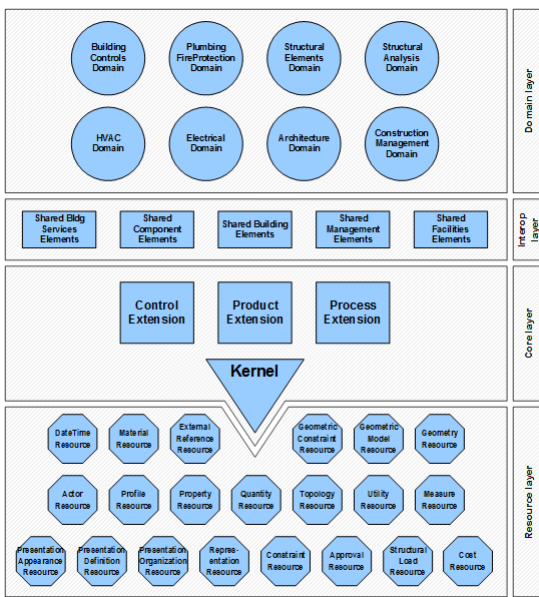 Building
Controls
Domain
Plumbing
FireProtection
Domain
Structural
Elements
Domain
Structural
Analysis
Domain
HVAC
Domain
Electrical
Domain
Architecture
Domain
Construction
Management
Domain
Domain layer
Shared Bldg
Services
Elements
Shared
Component
Elements
Shared Building
Elements
Shared
Management
Elements
Shared
Facilities
Elements
Interop
layer
Control
Extension
Product
Extension
Process
Extension
Kernel
Core layer
DateTime
Resource
Material
Resource
External
Reference
Resource
Geometric
Constraint
Resource
Geometric
Model
Resource
Geometry
Resource
Actor
Resource
Profile
Resource
Property
Resource
Quantity
Resource
Topology
Resource
Utility
Resource
Measure
Resource
Presentation
Appearance
Resource
Presentation
Definition
Resource
Presentation
Organization
Resource
Repres-
entation
Resource
Constraint
Resource
Approval
Resource
Structural
Load
Resource
Cost
Resource
Resource layer